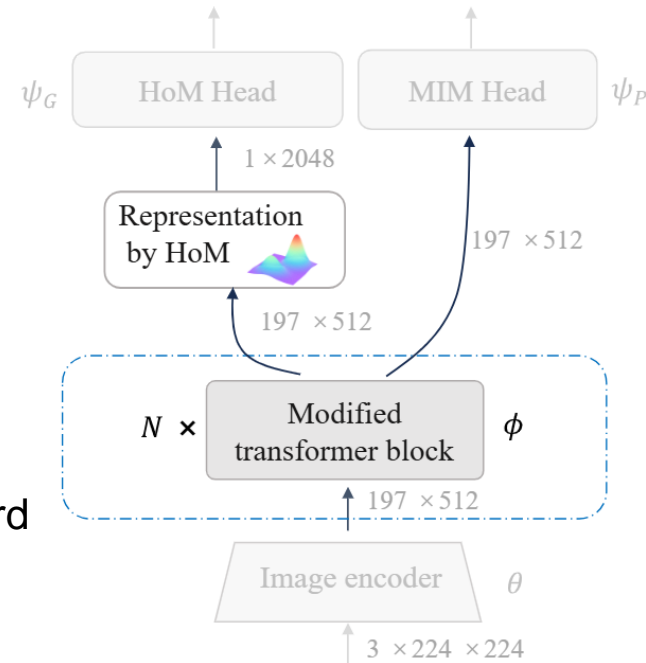 ψG HoM Head MIM Head ψP
1 × 2048
Representation
by HoM
197 × 512
197 × 512
N × Modified
transformer block ϕ
rd
197 × 512
Image encoder θ
3 × 224 × 224